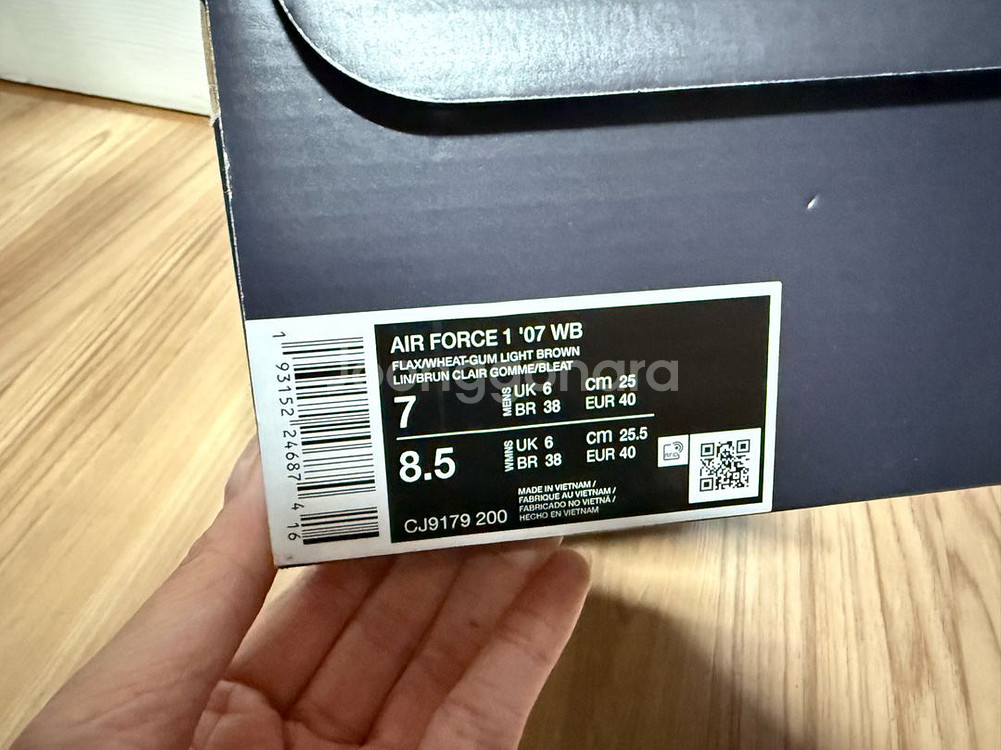 AIR FORCE 1 '07 WB
FLAX/WHEAT-GUM LIGHT BROWN
LIN/BRUN CLAIR GOMME/BLEAT
7 MENS UK 6 cm 25
BR 38 EUR 40
8.5 WMNS UK 6 cm 25.5
BR 38 EUR 40
CJ9179 200
MADE IN VIETNAM /
FABRIQUE AU VIETNAM /
FABRICADO NO VIETNÃ /
HECHO EN VIETNAM
RFID
1 93152 24687 4 16
Joonggonara